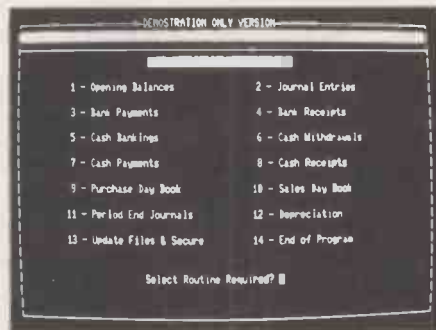 DEMOSTRATION ONLY VERSION
1 - Opening Balances 2 - Journal Entries
3 - Bank Payments 4 - Bank Receipts
5 - Cash Bankings 6 - Cash Withdrawals
7 - Cash Payments 8 - Cash Receipts
9 - Purchase Day Book 10 - Sales Day Book
11 - Period End Journals 12 - Depreciation
13 - Update Files & Secure 14 - End of Program
Select Routine Required?